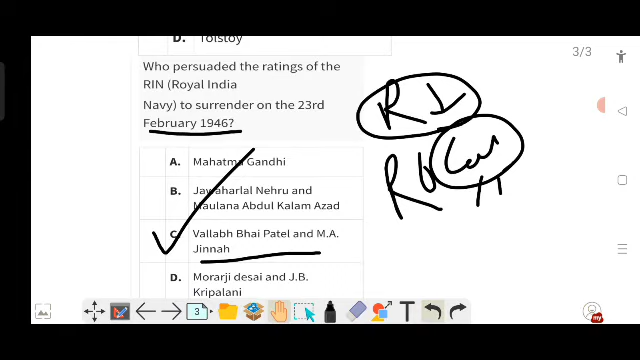 D. Tolstoy
3/3
Who persuaded the ratings of the
RIN (Royal India
Navy) to surrender on the 23rd
February 1946?
R I
A. Mahatma Gandhi
B. Jawaharlal Nehru and
Maulana Abdul Kalam Azad
C. Vallabh Bhai Patel and M.A.
Jinnah
D. Morarji desai and J.B.
Kripalani
3
T
my